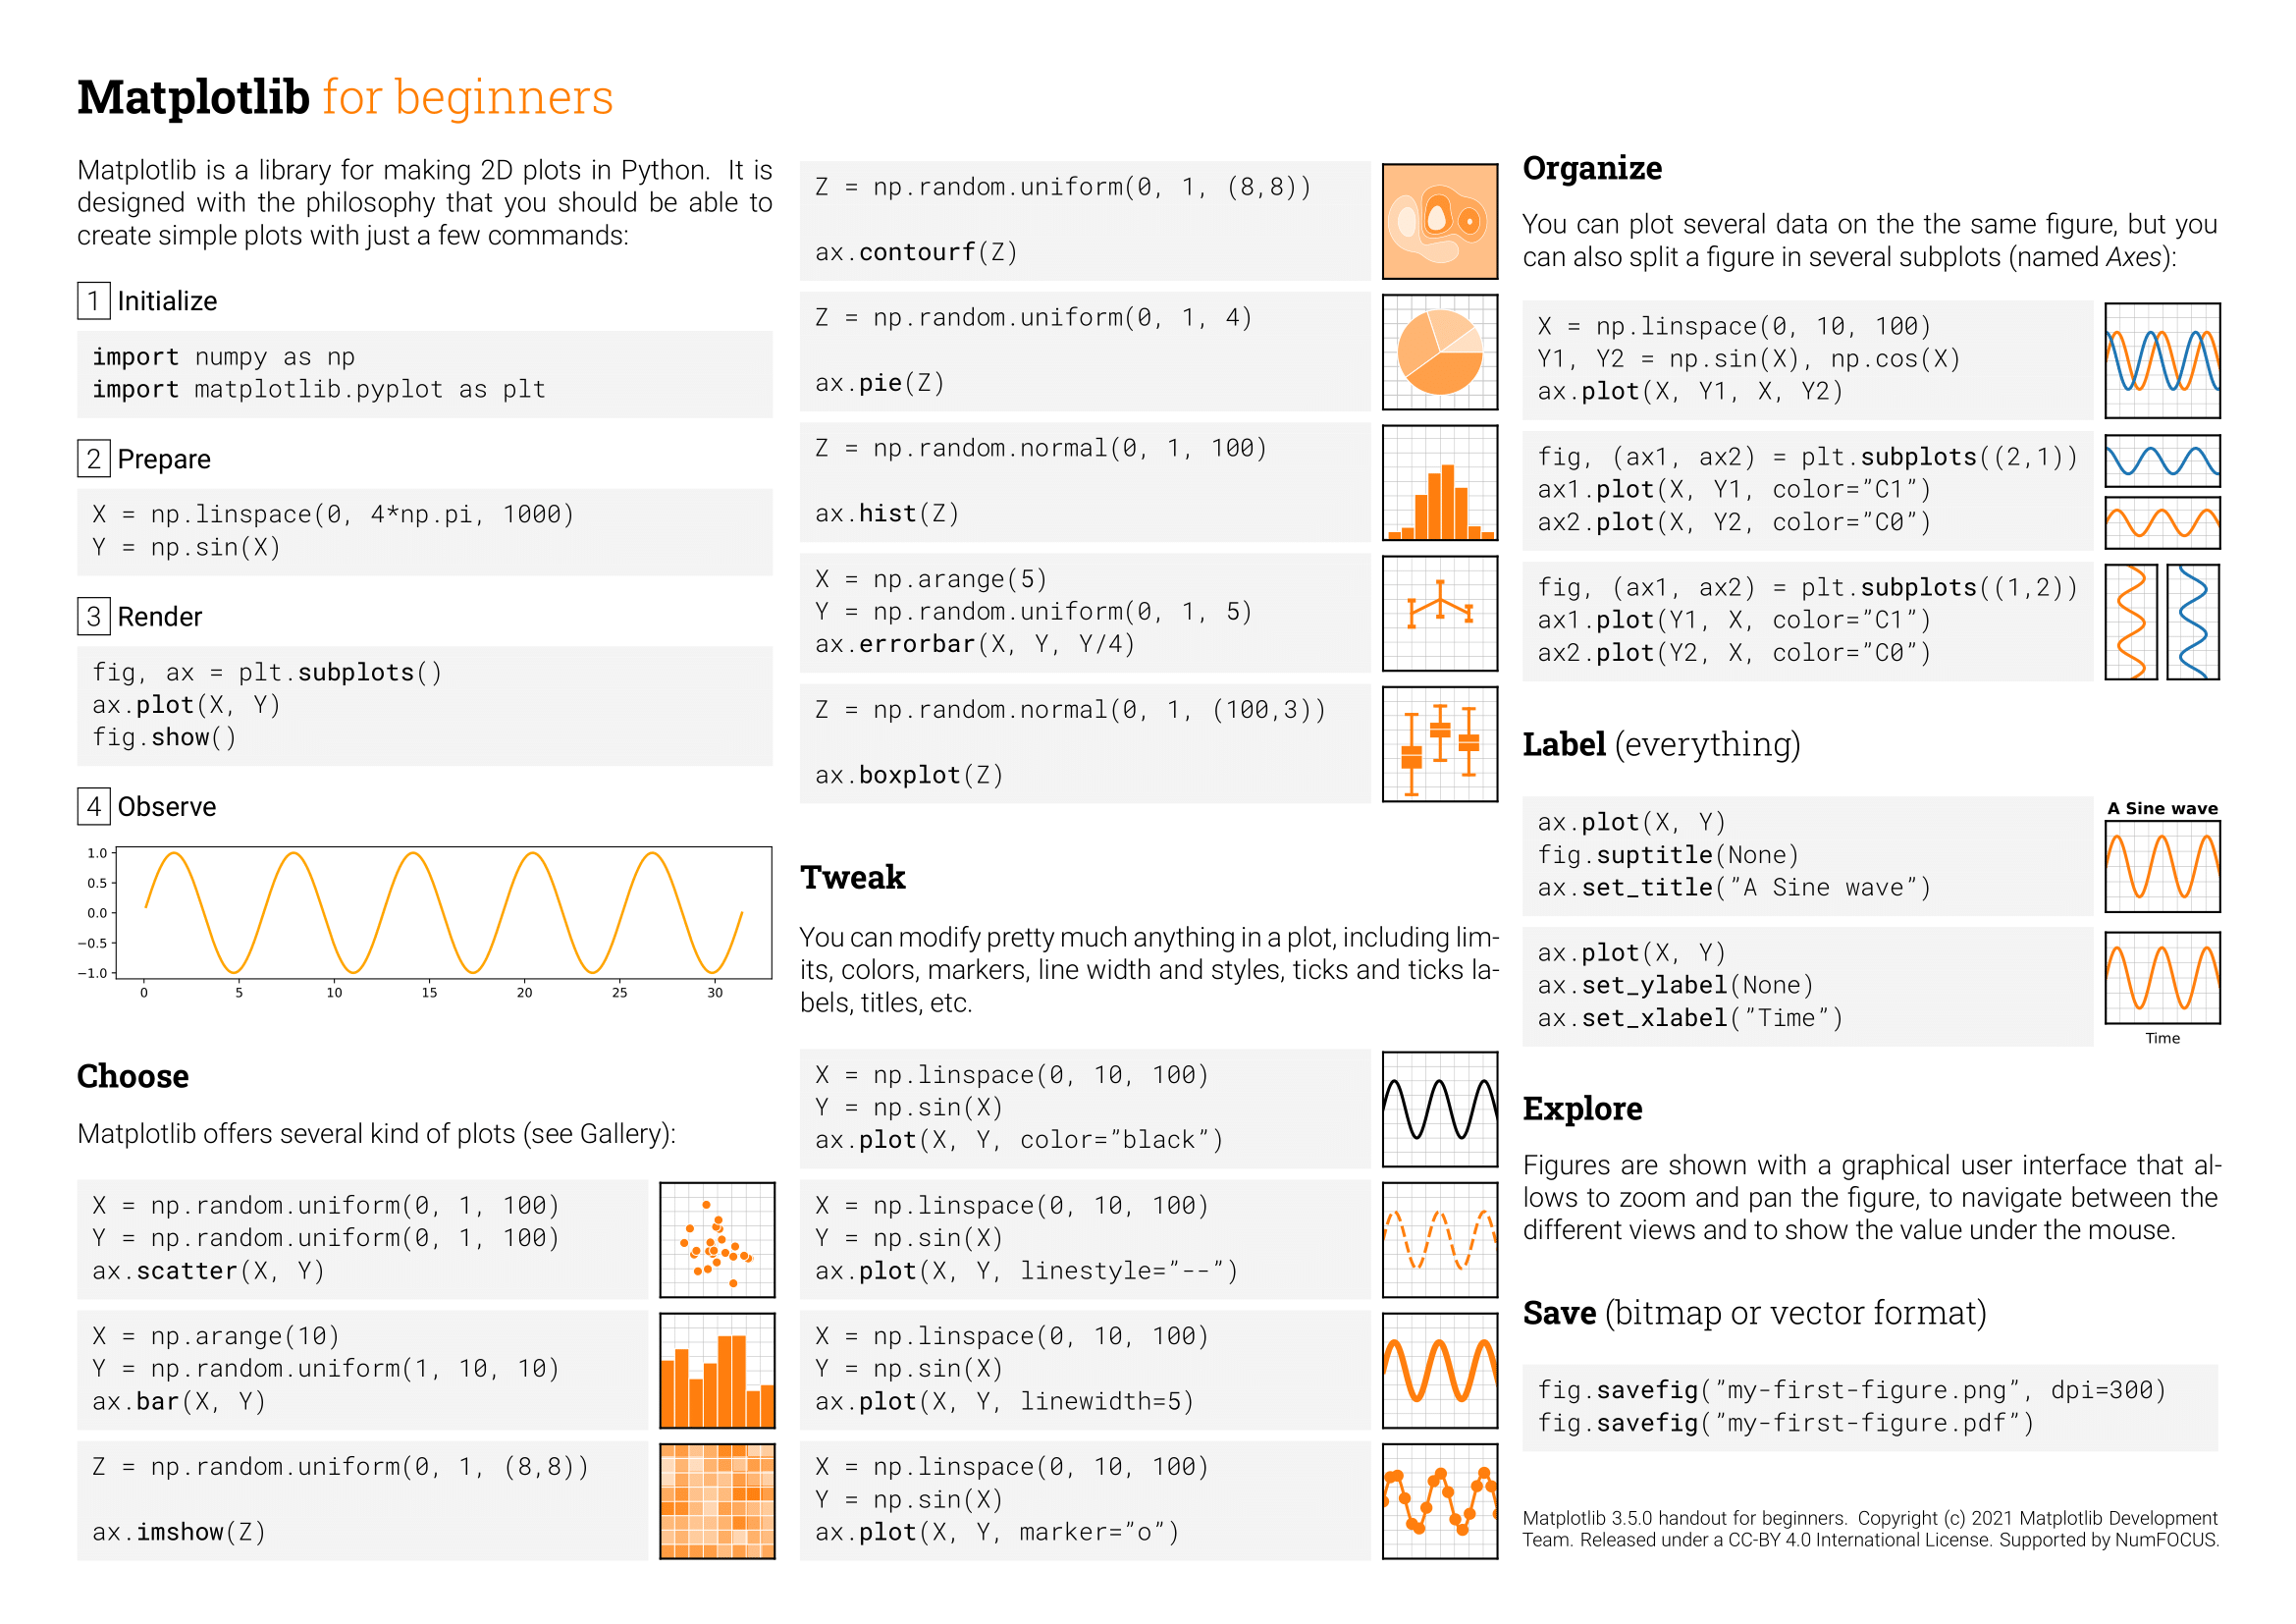 Matplotlib for beginners
Matplotlib is a library for making 2D plots in Python. It is
designed with the philosophy that you should be able to
create simple plots with just a few commands:
1 Initialize
import numpy as np
import matplotlib.pyplot as plt
2 Prepare
X = np.linspace(0, 4*np.pi, 1000)
Y = np.sin(X)
3 Render
fig, ax = plt.subplots()
ax.plot(X, Y)
fig.show()
4 Observe
1.0
0.5
0.0
−0.5
−1.0
0 5 10 15 20 25 30
Choose
Matplotlib offers several kind of plots (see Gallery):
X = np.random.uniform(0, 1, 100)
Y = np.random.uniform(0, 1, 100)
ax.scatter(X, Y)
X = np.arange(10)
Y = np.random.uniform(1, 10, 10)
ax.bar(X, Y)
Z = np.random.uniform(0, 1, (8,8))
ax.imshow(Z)
Z = np.random.uniform(0, 1, (8,8))
ax.contourf(Z)
Z = np.random.uniform(0, 1, 4)
ax.pie(Z)
Z = np.random.normal(0, 1, 100)
ax.hist(Z)
X = np.arange(5)
Y = np.random.uniform(0, 1, 5)
ax.errorbar(X, Y, Y/4)
Z = np.random.normal(0, 1, (100,3))
ax.boxplot(Z)
Tweak
You can modify pretty much anything in a plot, including lim-
its, colors, markers, line width and styles, ticks and ticks la-
bels, titles, etc.
X = np.linspace(0, 10, 100)
Y = np.sin(X)
ax.plot(X, Y, color=”black”)
X = np.linspace(0, 10, 100)
Y = np.sin(X)
ax.plot(X, Y, linestyle=”--”)
X = np.linspace(0, 10, 100)
Y = np.sin(X)
ax.plot(X, Y, linewidth=5)
X = np.linspace(0, 10, 100)
Y = np.sin(X)
ax.plot(X, Y, marker=”o”)
Organize
You can plot several data on the the same figure, but you
can also split a figure in several subplots (named Axes):
X = np.linspace(0, 10, 100)
Y1, Y2 = np.sin(X), np.cos(X)
ax.plot(X, Y1, X, Y2)
fig, (ax1, ax2) = plt.subplots((2,1))
ax1.plot(X, Y1, color=”C1”)
ax2.plot(X, Y2, color=”C0”)
fig, (ax1, ax2) = plt.subplots((1,2))
ax1.plot(Y1, X, color=”C1”)
ax2.plot(Y2, X, color=”C0”)
Label (everything)
ax.plot(X, Y)
fig.suptitle(None)
ax.set_title(”A Sine wave”)
A Sine wave
ax.plot(X, Y)
ax.set_ylabel(None)
ax.set_xlabel(”Time”)
Time
Explore
Figures are shown with a graphical user interface that al-
lows to zoom and pan the figure, to navigate between the
different views and to show the value under the mouse.
Save (bitmap or vector format)
fig.savefig(”my-first-figure.png”, dpi=300)
fig.savefig(”my-first-figure.pdf”)
Matplotlib 3.5.0 handout for beginners. Copyright (c) 2021 Matplotlib Development
Team. Released under a CC-BY 4.0 International License. Supported by NumFOCUS.